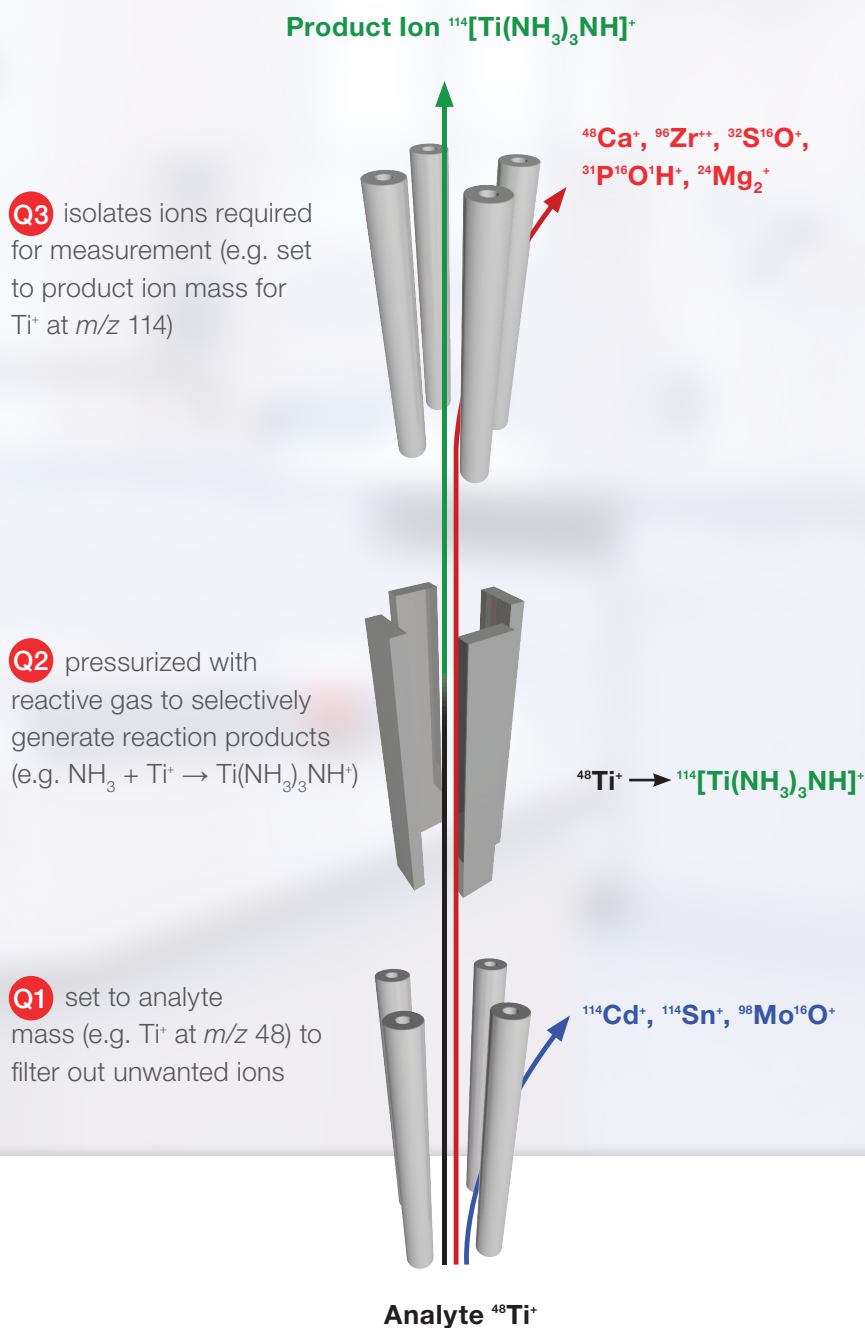 Product Ion ¹¹⁴[Ti(NH₃)₃NH]⁺
⁴⁸Ca⁺, ⁹⁶Zr⁺⁺, ³²S¹⁶O⁺,
³¹P¹⁶O¹H⁺, ²⁴Mg₂⁺
Q3 isolates ions required
for measurement (e.g. set
to product ion mass for
Ti⁺ at m/z 114)
Q2 pressurized with
reactive gas to selectively
generate reaction products
(e.g. NH₃ + Ti⁺ → Ti(NH₃)₃NH⁺)
⁴⁸Ti⁺ → ¹¹⁴[Ti(NH₃)₃NH]⁺
Q1 set to analyte
mass (e.g. Ti⁺ at m/z 48) to
filter out unwanted ions
¹¹⁴Cd⁺, ¹¹⁴Sn⁺, ⁹⁸Mo¹⁶O⁺
Analyte ⁴⁸Ti⁺